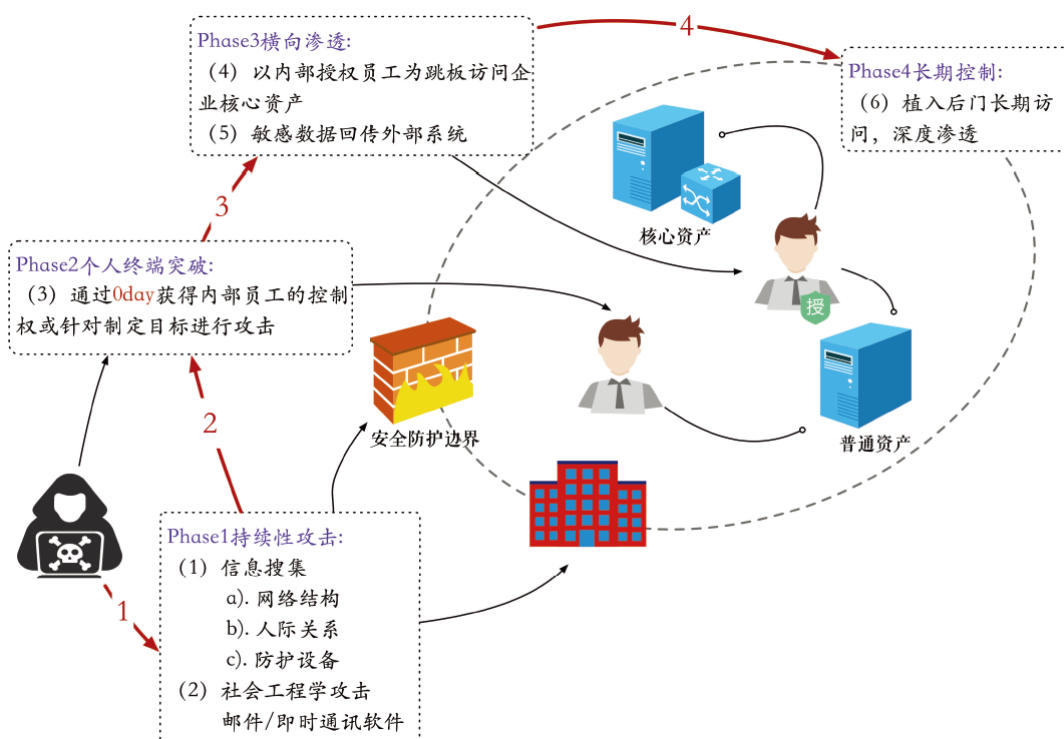 Phase3横向渗透:
（4）以内部授权员工为跳板访问企
业核心资产
（5）敏感数据回传外部系统
4
Phase4长期控制:
（6）植入后门长期访
问，深度渗透
3
核心资产
Phase2个人终端突破:
（3）通过0day获得内部员工的控制
权或针对制定目标进行攻击
授
2
安全防护边界
普通资产
Phase1持续性攻击:
（1）信息搜集
a). 网络结构
1
b). 人际关系
c). 防护设备
（2）社会工程学攻击
邮件/即时通讯软件